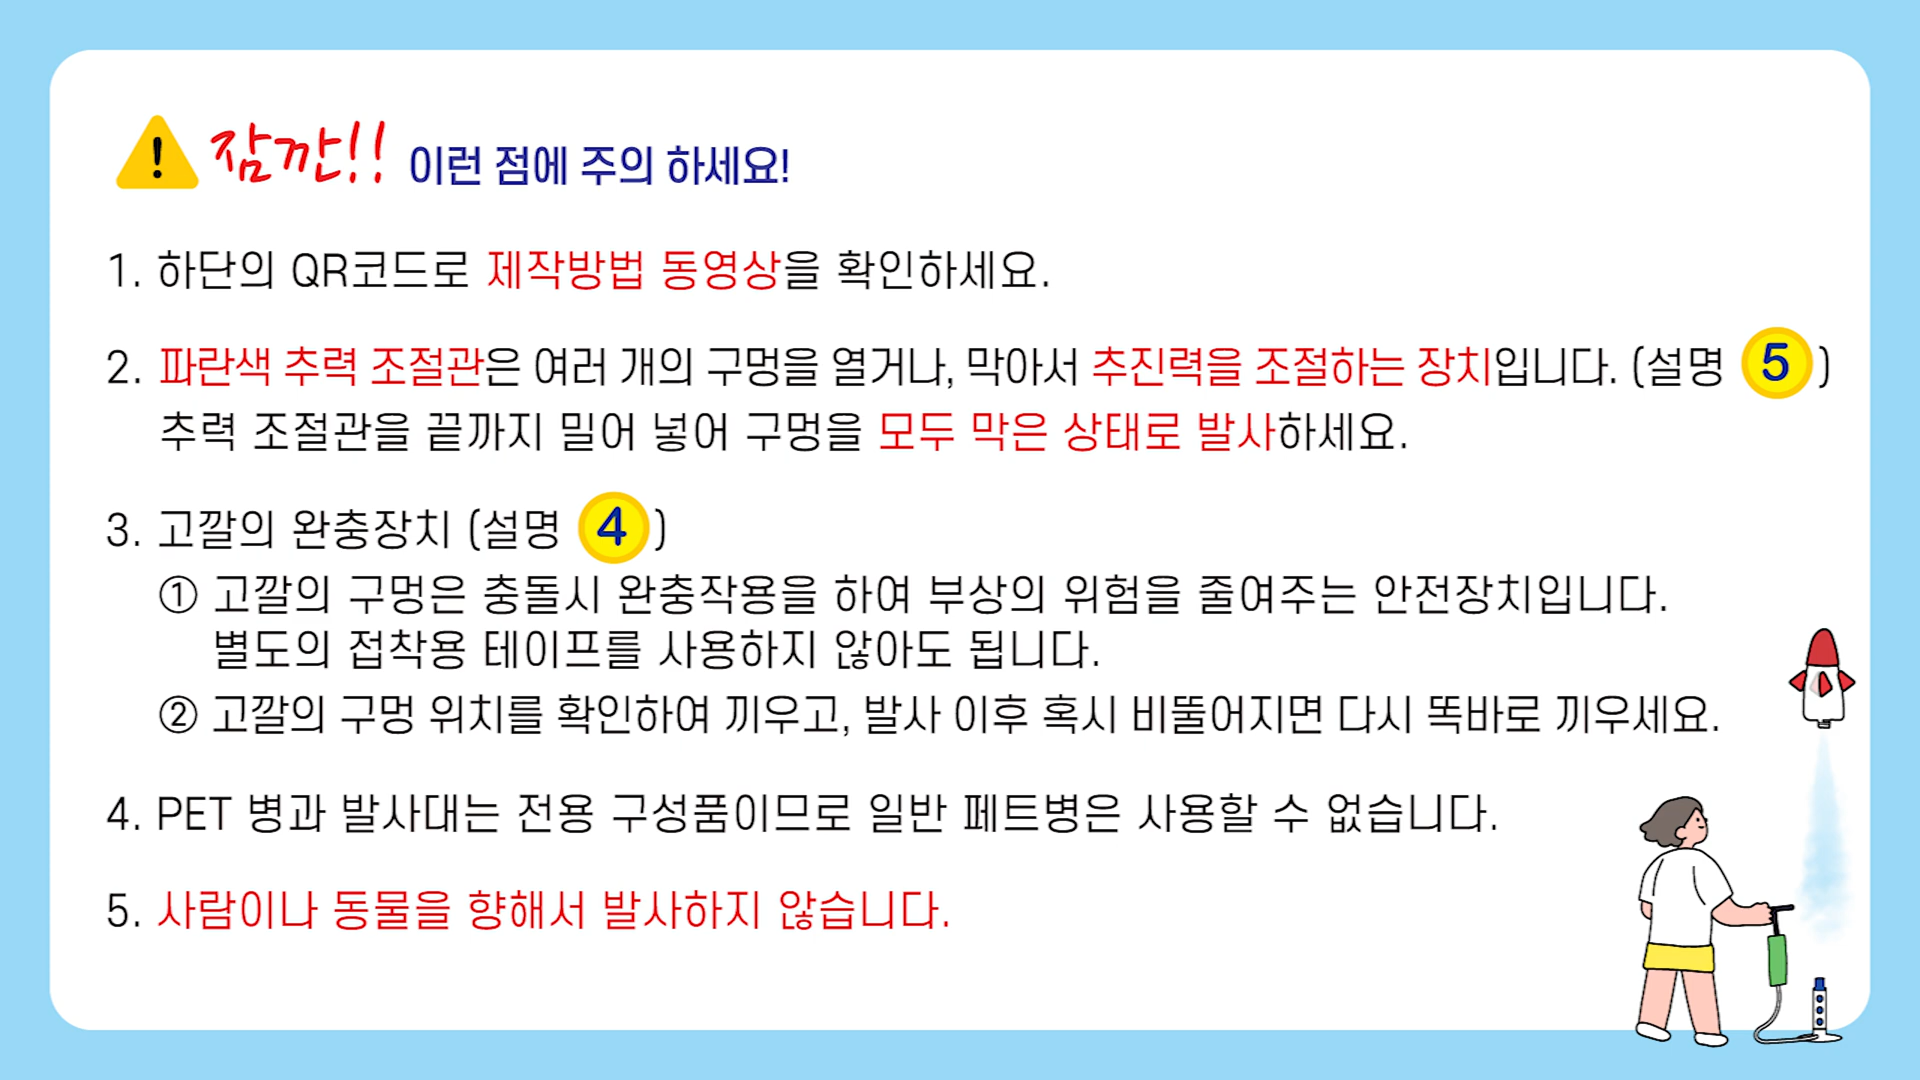 잠깐!! 이런 점에 주의 하세요!
1. 하단의 QR코드로 제작방법 동영상을 확인하세요.
2. 파란색 추력 조절관은 여러 개의 구멍을 열거나, 막아서 추진력을 조절하는 장치입니다. (설명 5)
추력 조절관을 끝까지 밀어 넣어 구멍을 모두 막은 상태로 발사하세요.
3. 고깔의 완충장치 (설명 4)
① 고깔의 구멍은 충돌시 완충작용을 하여 부상의 위험을 줄여주는 안전장치입니다.
별도의 접착용 테이프를 사용하지 않아도 됩니다.
② 고깔의 구멍 위치를 확인하여 끼우고, 발사 이후 혹시 비뚤어지면 다시 똑바로 끼우세요.
4. PET 병과 발사대는 전용 구성품이므로 일반 페트병은 사용할 수 없습니다.
5. 사람이나 동물을 향해서 발사하지 않습니다.